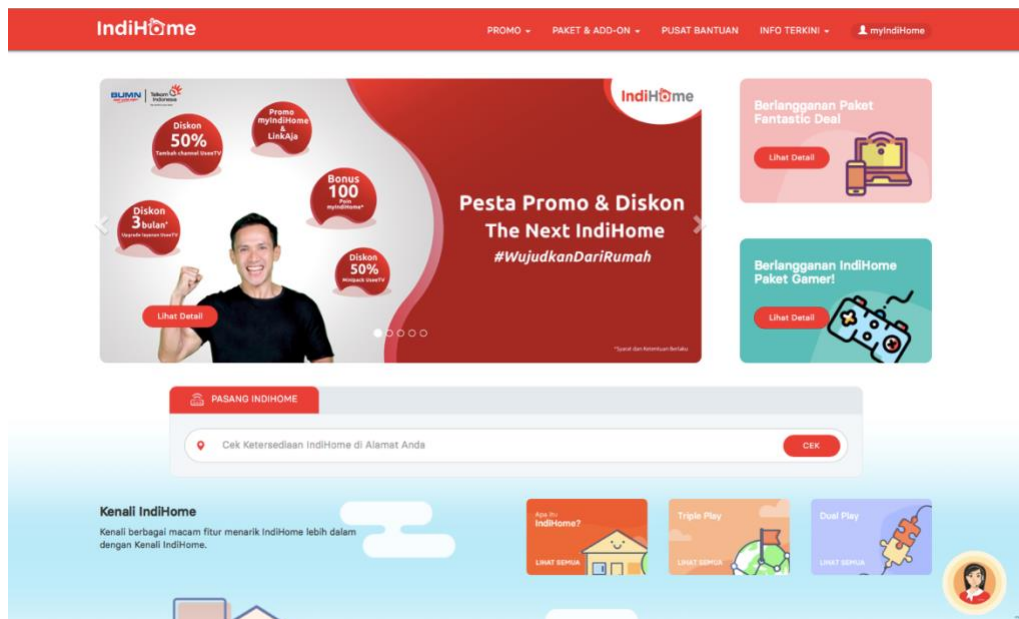 IndiHome
PROMO
PAKET & ADD-ON
PUSAT BANTUAN
INFO TERKINI
myIndiHome
BUMN
Telkom
Indonesia
IndiHome
Diskon
50%
Tambah channel UseeTV
Promo
myIndiHome
&
LinkAja
Bonus
100
Poin
myIndiHome*
Diskon
3 bulan*
Upgrade layanan UseeTV
Diskon
50%
Minipack UseeTV
Lihat Detail
Pesta Promo & Diskon
The Next IndiHome
#WujudkanDariRumah
*Syarat dan Ketentuan Berlaku
Berlangganan Paket
Fantastic Deal
Lihat Detail
Berlangganan IndiHome
Paket Gamer!
Lihat Detail
PASANG INDIHOME
Cek Ketersediaan IndiHome di Alamat Anda
CEK
Kenali IndiHome
Kenali berbagai macam fitur menarik IndiHome lebih dalam
dengan Kenali IndiHome.
Apa itu
IndiHome?
LIHAT SEMUA
Triple Play
LIHAT SEMUA
Dual Play
LIHAT SEMUA